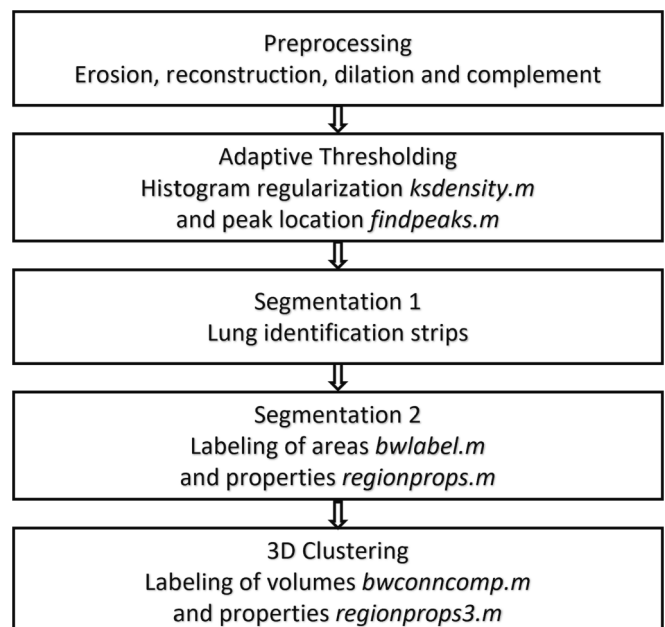 Preprocessing
Erosion, reconstruction, dilation and complement
Adaptive Thresholding
Histogram regularization ksdensity.m
and peak location findpeaks.m
Segmentation 1
Lung identification strips
Segmentation 2
Labeling of areas bwlabel.m
and properties regionprops.m
3D Clustering
Labeling of volumes bwconncomp.m
and properties regionprops3.m